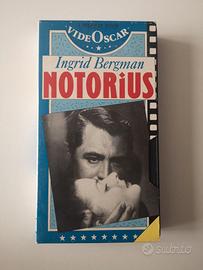 VIDEOSCAR
Ingrid Bergman
NOTORIUS
subito